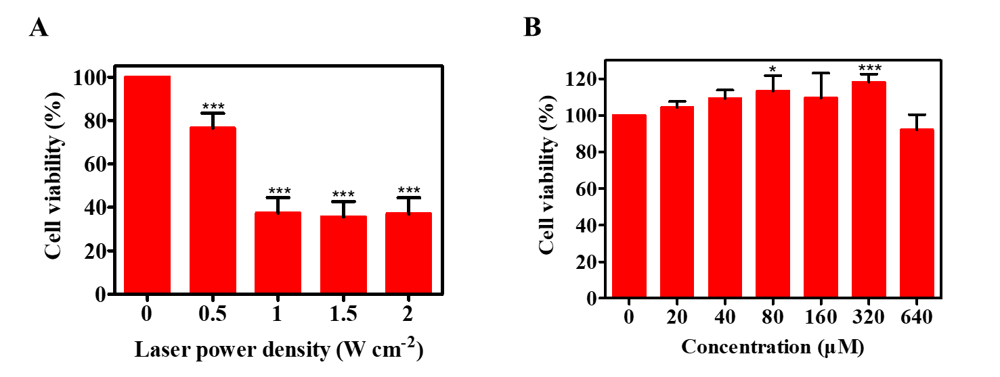 A
Cell viability (%)
100
80
60
40
20
0
***
***
***
***
0 0.5 1 1.5 2
Laser power density (W cm-2)
B
Cell viability (%)
120
100
80
60
40
20
0
*
***
0 20 40 80 160 320 640
Concentration (µM)